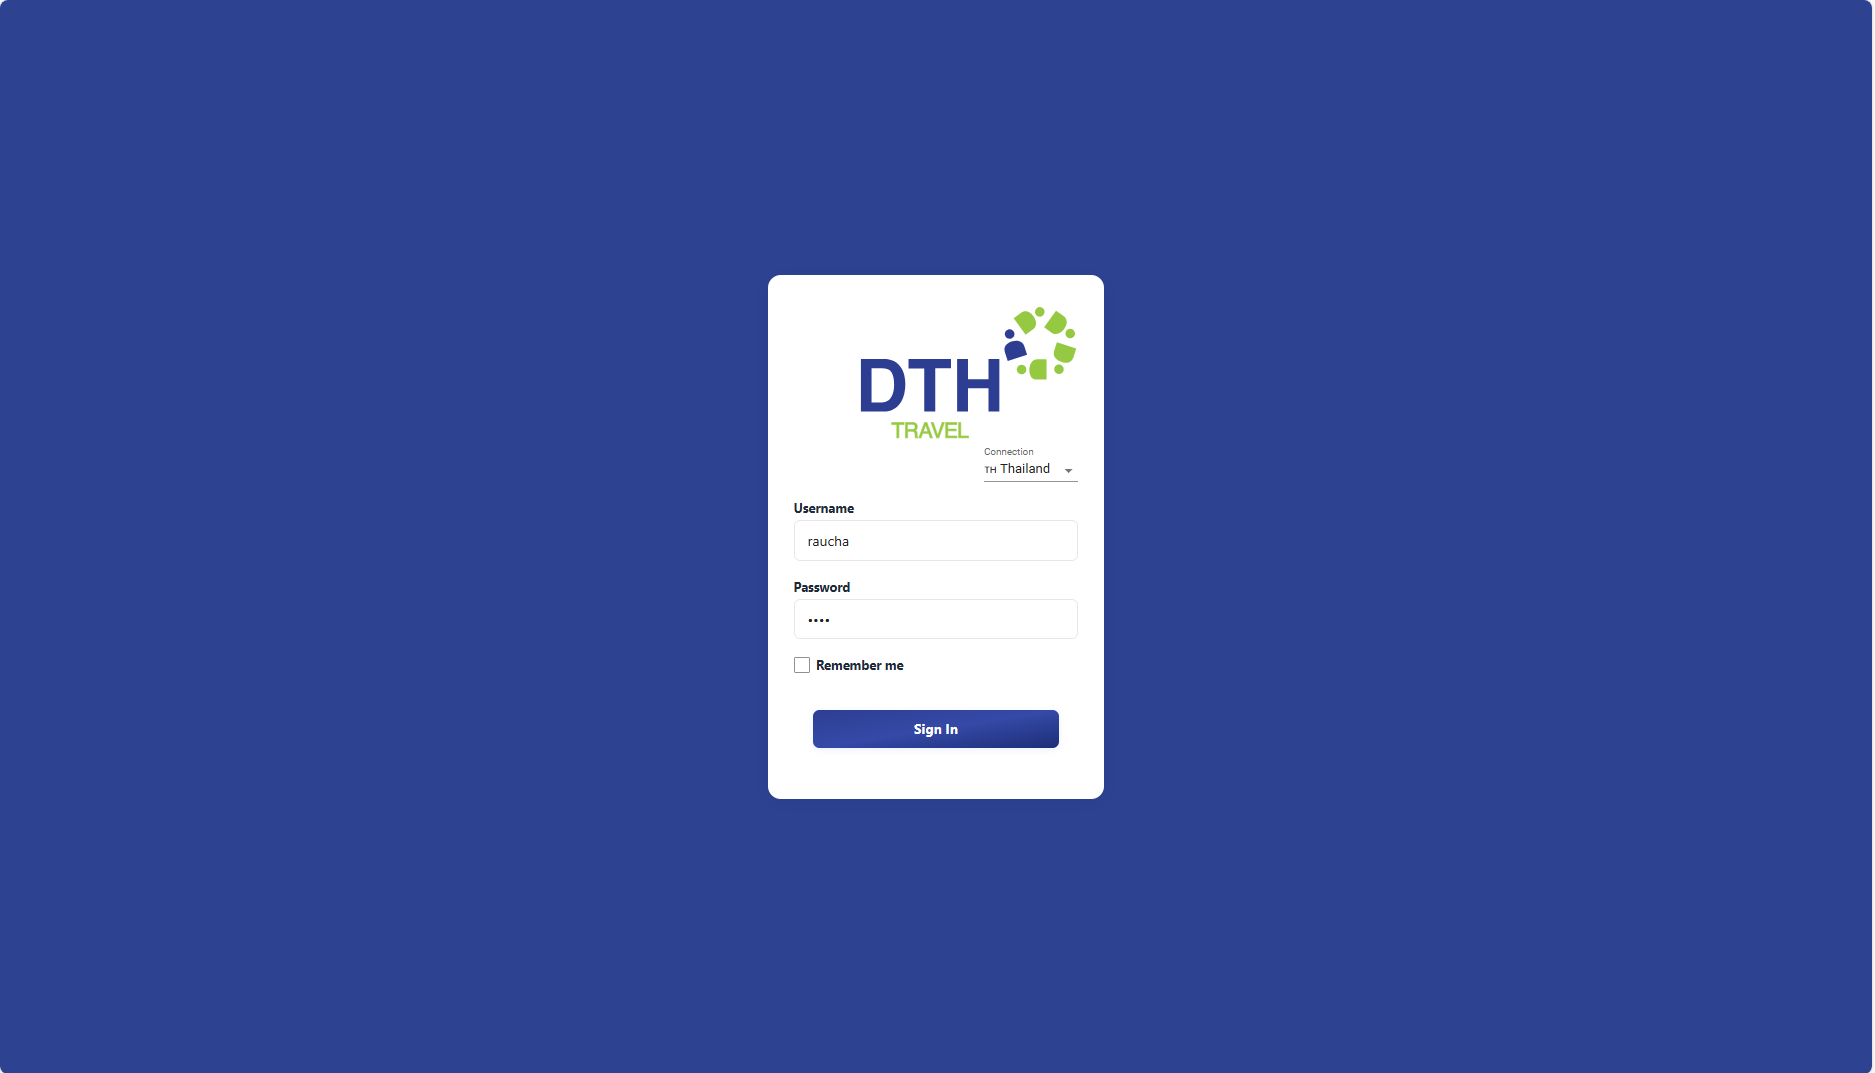 DTH
TRAVEL
Connection
TH Thailand
Username
raucha
Password
••••
Remember me
Sign In